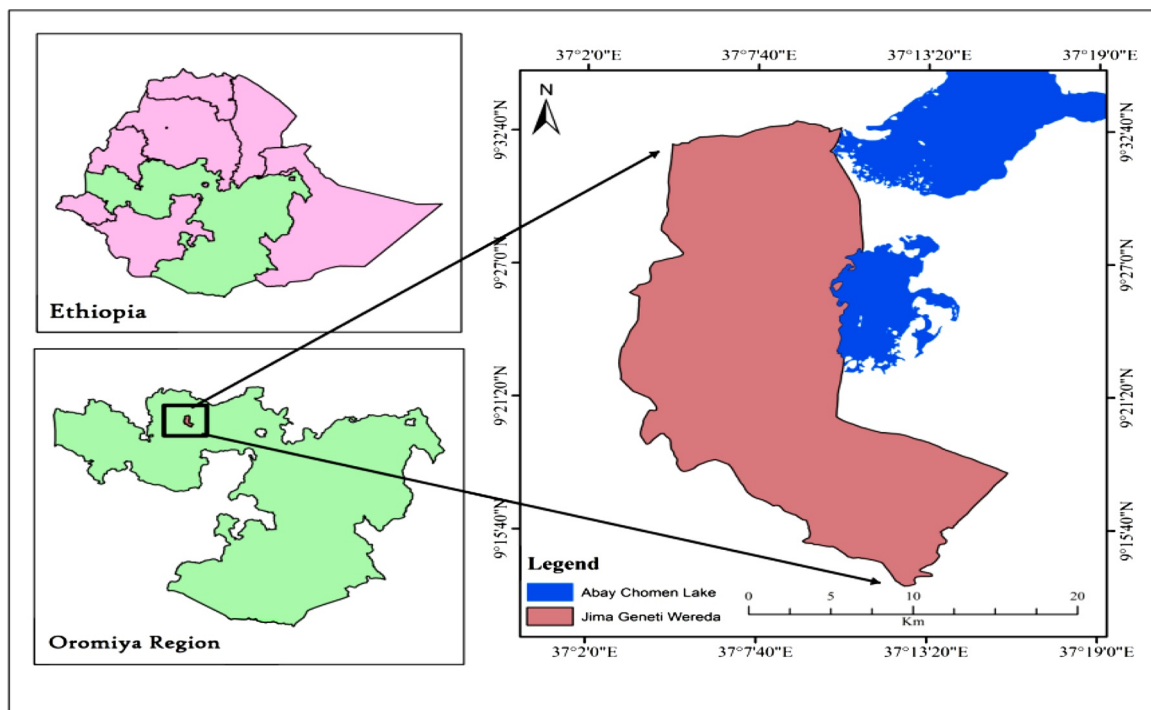 Ethiopia
Oromiya Region
37°2'0"E 37°7'40"E 37°13'20"E 37°19'0"E
N
9°32'40"N 9°32'40"N
9°27'0"N 9°27'0"N
9°21'20"N 9°21'20"N
9°15'40"N 9°15'40"N
Legend
Abay Chomen Lake
Jima Geneti Wereda
0 5 10 20
Km
37°2'0"E 37°7'40"E 37°13'20"E 37°19'0"E